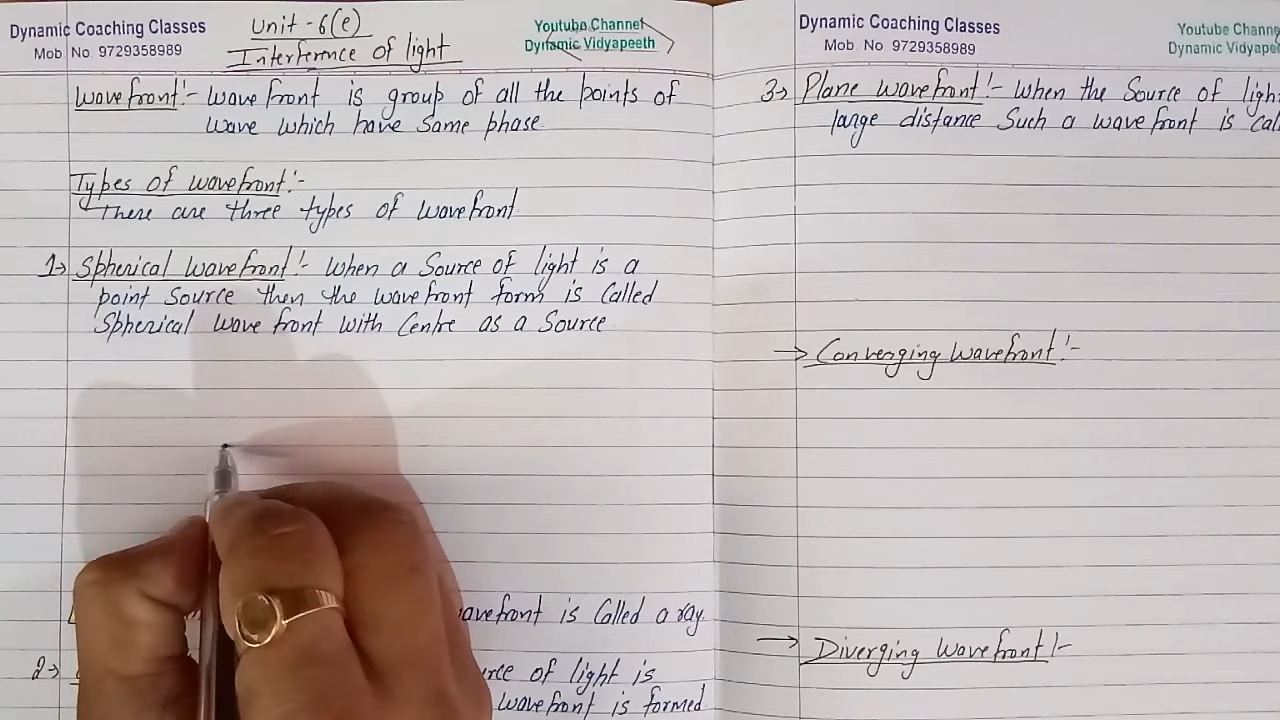 Dynamic Coaching Classes
Mob No. 9729358989
Unit - 6(e)
Interference of light
Youtube Channel
Dynamic Vidyapeeth
Wavefront :- Wave front is group of all the points of
wave which have same phase.
Types of wavefront :-
There are three types of wavefront
1→ Spherical wavefront :- When a Source of light is a
point source then the wavefront form is called
Spherical wave front with Centre as a Source
wavefront is called a ray.
2→
of light is
wavefront is formed
Dynamic Coaching Classes
Mob No 9729358989
Youtube
Dynamic
3→ Plane wavefront :- When the Source of
large distance Such a wave front is
→ Converging Wavefront :-
→ Diverging Wavefront :-